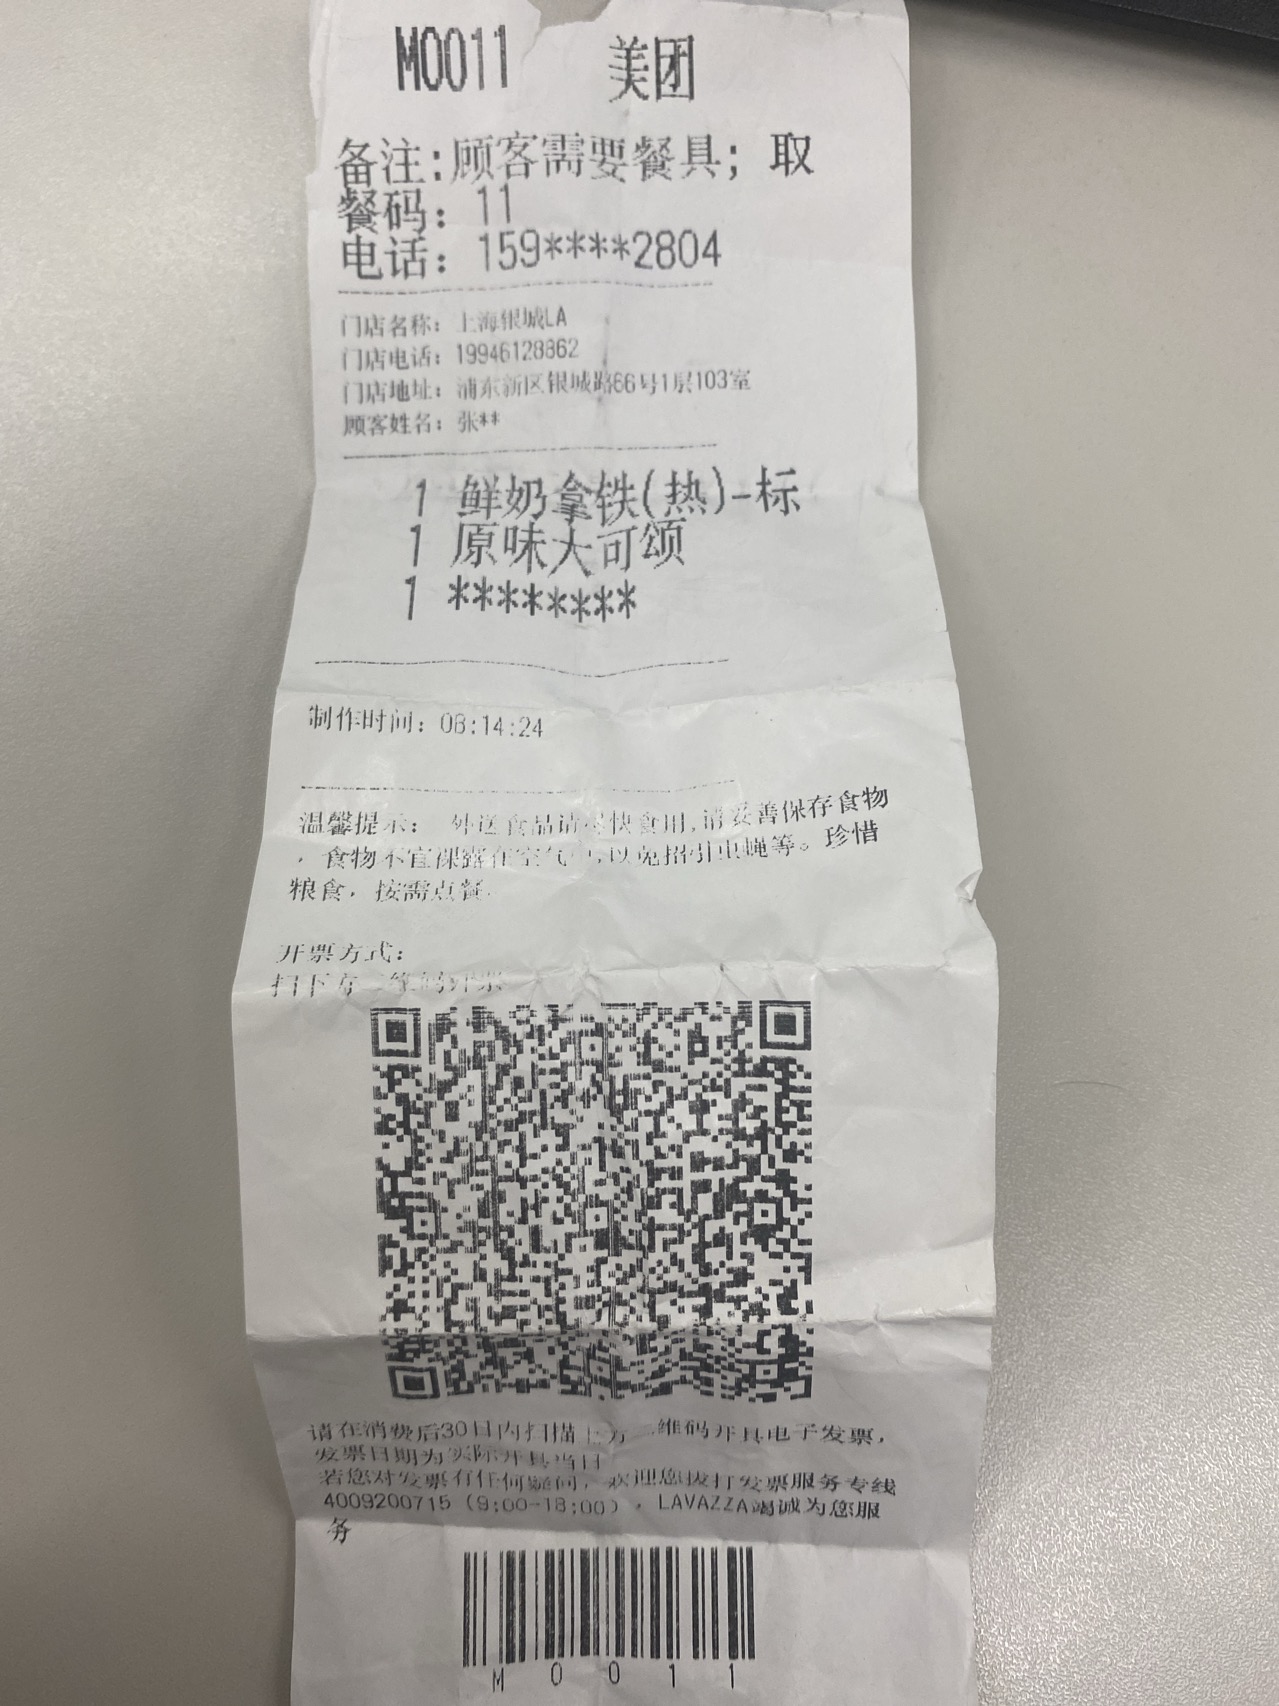 M0011 美团
备注:顾客需要餐具; 取
餐码: 11
电话: 159****2804
门店名称: 上海银城LA
门店电话: 19946128862
门店地址: 浦东新区银城路66号1层103室
顾客姓名: 张**
1 鲜奶拿铁(热)-标
1 原味大可颂
1 ********
制作时间: 08:14:24
温馨提示: 外送食品请尽快食用,请妥善保存食物
,食物不宜裸露在空气中,以免招引虫蝇等。珍惜
粮食,按需点餐.
开票方式:
扫下方二维码开票
请在消费后30日内扫描上方二维码开具电子发票,
发票日期为实际开具当日
若您对发票有任何疑问,欢迎您拨打发票服务专线
4009200715 (9:00-18:00) , LAVAZZA竭诚为您服
务
M0011